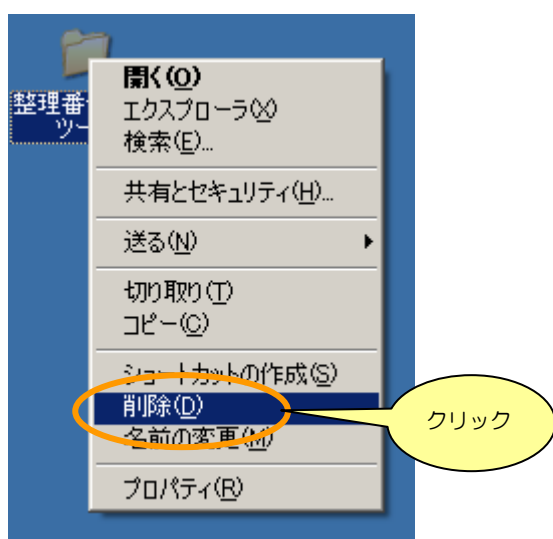 整理番
ツー
開く(O)
エクスプローラ(X)
検索(E)...
共有とセキュリティ(H)...
送る(N)
切り取り(T)
コピー(C)
ショートカットの作成(S)
削除(D)
名前の変更(M)
プロパティ(R)
クリック